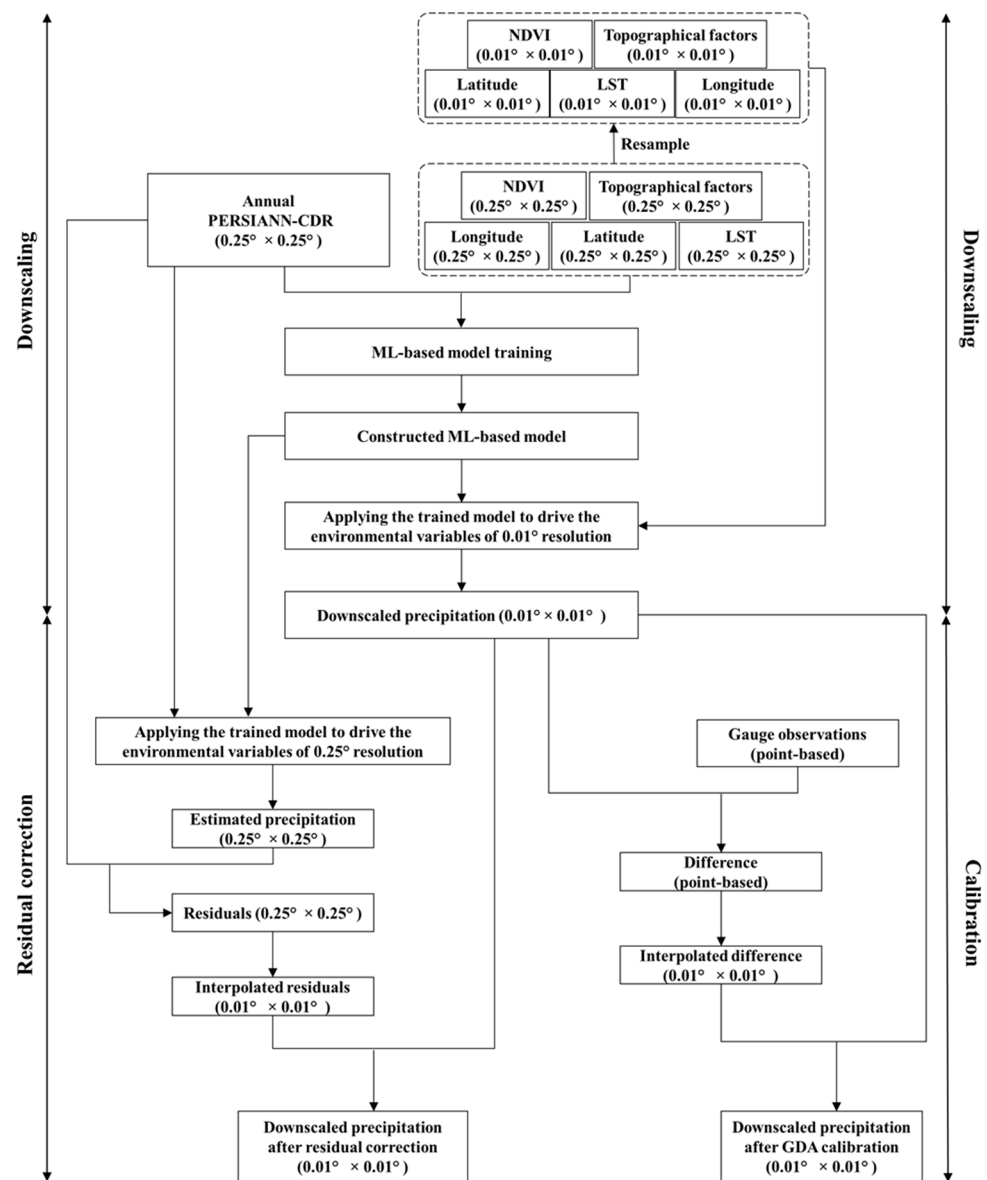 NDVI
(0.01° × 0.01° )
Topographical factors
(0.01° × 0.01° )
Latitude
(0.01° × 0.01° )
LST
(0.01° × 0.01° )
Longitude
(0.01° × 0.01° )
Resample
NDVI
(0.25° × 0.25° )
Topographical factors
(0.25° × 0.25° )
Longitude
(0.25° × 0.25° )
Latitude
(0.25° × 0.25° )
LST
(0.25° × 0.25° )
Annual
PERSIANN-CDR
(0.25° × 0.25° )
Downscaling
Downscaling
ML-based model training
Constructed ML-based model
Applying the trained model to drive the
environmental variables of 0.01° resolution
Downscaled precipitation (0.01° × 0.01° )
Residual correction
Applying the trained model to drive the
environmental variables of 0.25° resolution
Estimated precipitation
(0.25° × 0.25° )
Residuals (0.25° × 0.25° )
Interpolated residuals
(0.01° × 0.01° )
Downscaled precipitation
after residual correction
(0.01° × 0.01° )
Gauge observations
(point-based)
Difference
(point-based)
Interpolated difference
(0.01° × 0.01° )
Calibration
Downscaled precipitation
after GDA calibration
(0.01° × 0.01° )